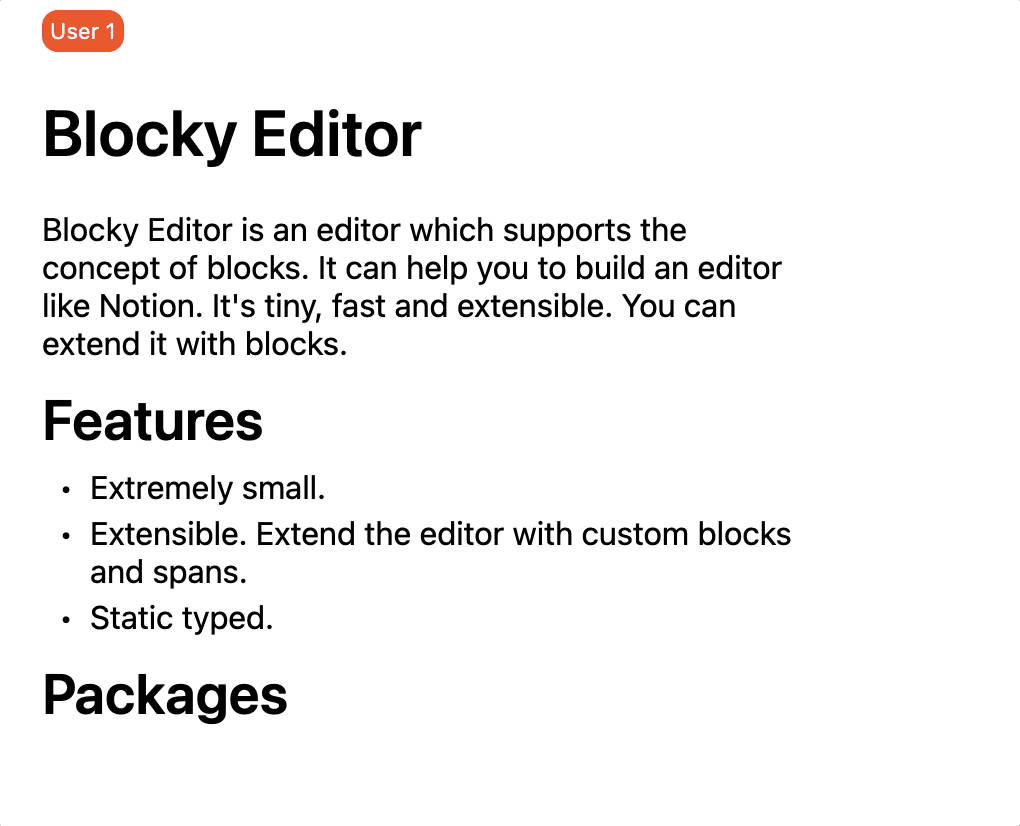 User 1
Blocky Editor
Blocky Editor is an editor which supports the
concept of blocks. It can help you to build an editor
like Notion. It's tiny, fast and extensible. You can
extend it with blocks.
Features
• Extremely small.
• Extensible. Extend the editor with custom blocks
and spans.
• Static typed.
Packages